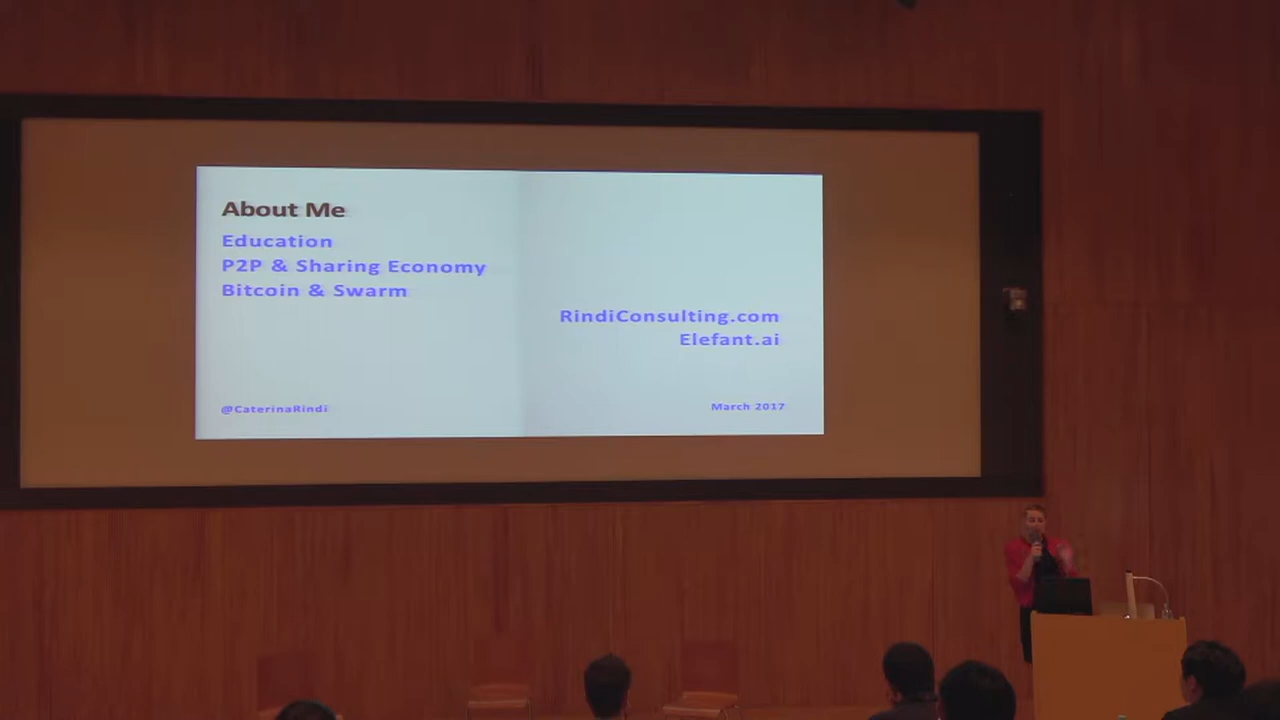 About Me
Education
P2P & Sharing Economy
Bitcoin & Swarm
RindiConsulting.com
Elefant.ai
@CaterinaRindi
March 2017